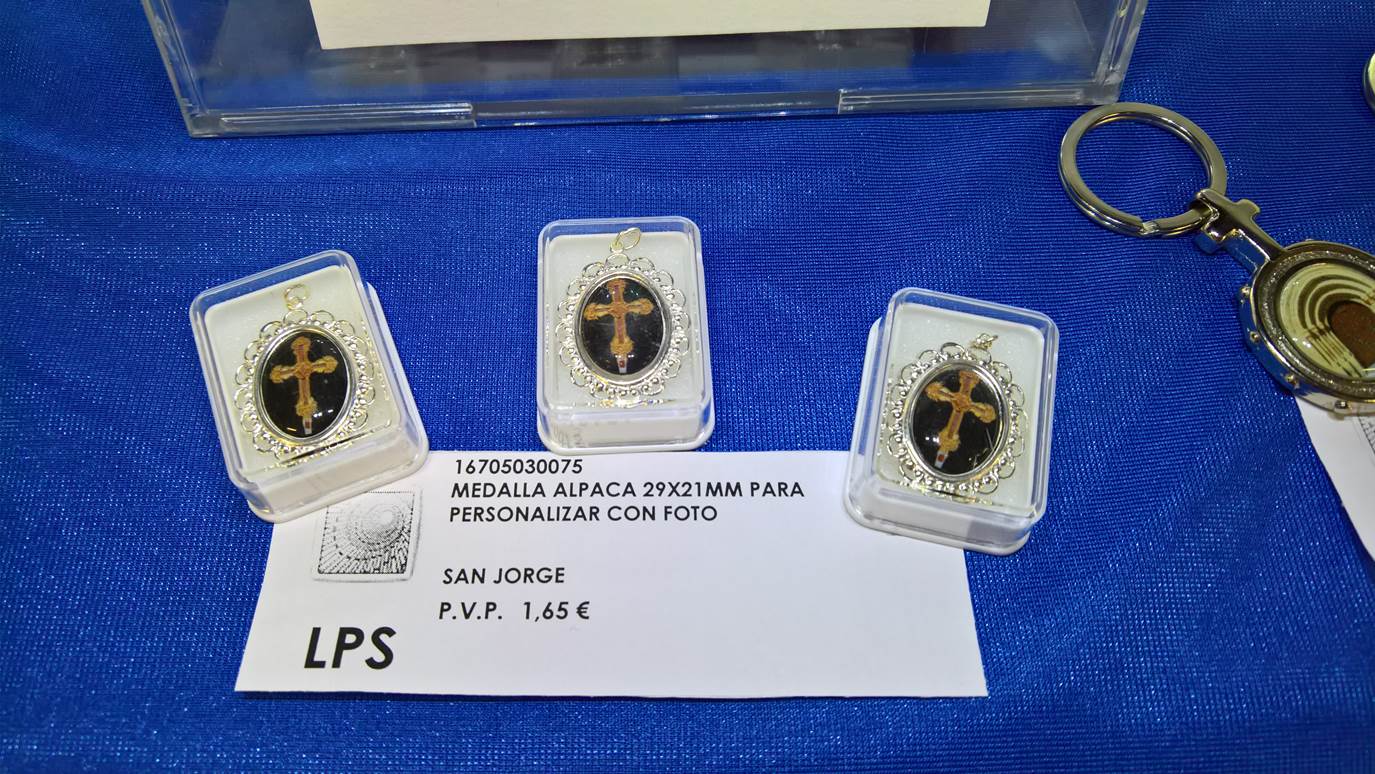 16705030075
MEDALLA ALPACA 29X21MM PARA
PERSONALIZAR CON FOTO
SAN JORGE
P.V.P. 1,65 €
LPS